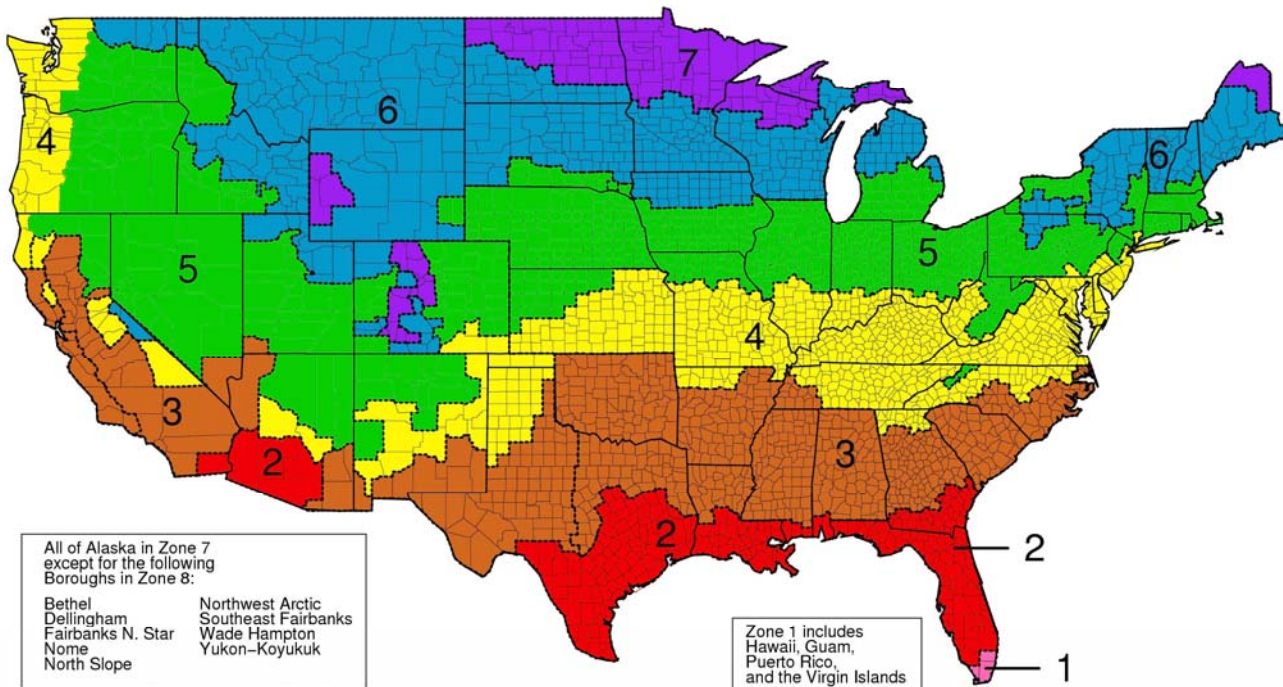 7
6
4
6
5
5
4
3
3
2
2
2
1
All of Alaska in Zone 7
except for the following
Boroughs in Zone 8:
Bethel Northwest Arctic
Dellingham Southeast Fairbanks
Fairbanks N. Star Wade Hampton
Nome Yukon-Koyukuk
North Slope
Zone 1 includes
Hawaii, Guam,
Puerto Rico,
and the Virgin Islands